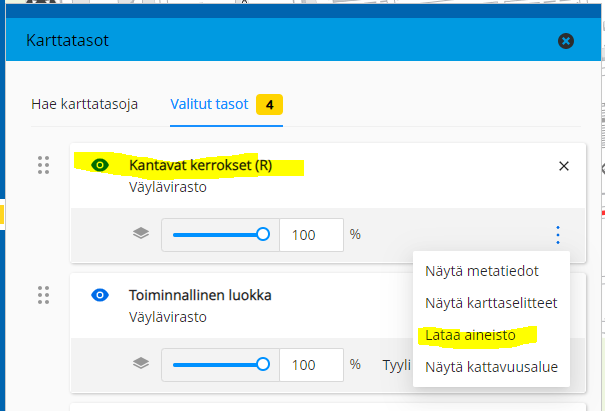 Karttatasot
Hae karttatasoja Valitut tasot 4
Kantavat kerrokset (R)
Väylävirasto
100 %
Näytä metatiedot
Toiminnallinen luokka
Näytä karttaselitteet
Väylävirasto
Lataa aineisto
100 % Tyyli
Näytä kattavuusalue